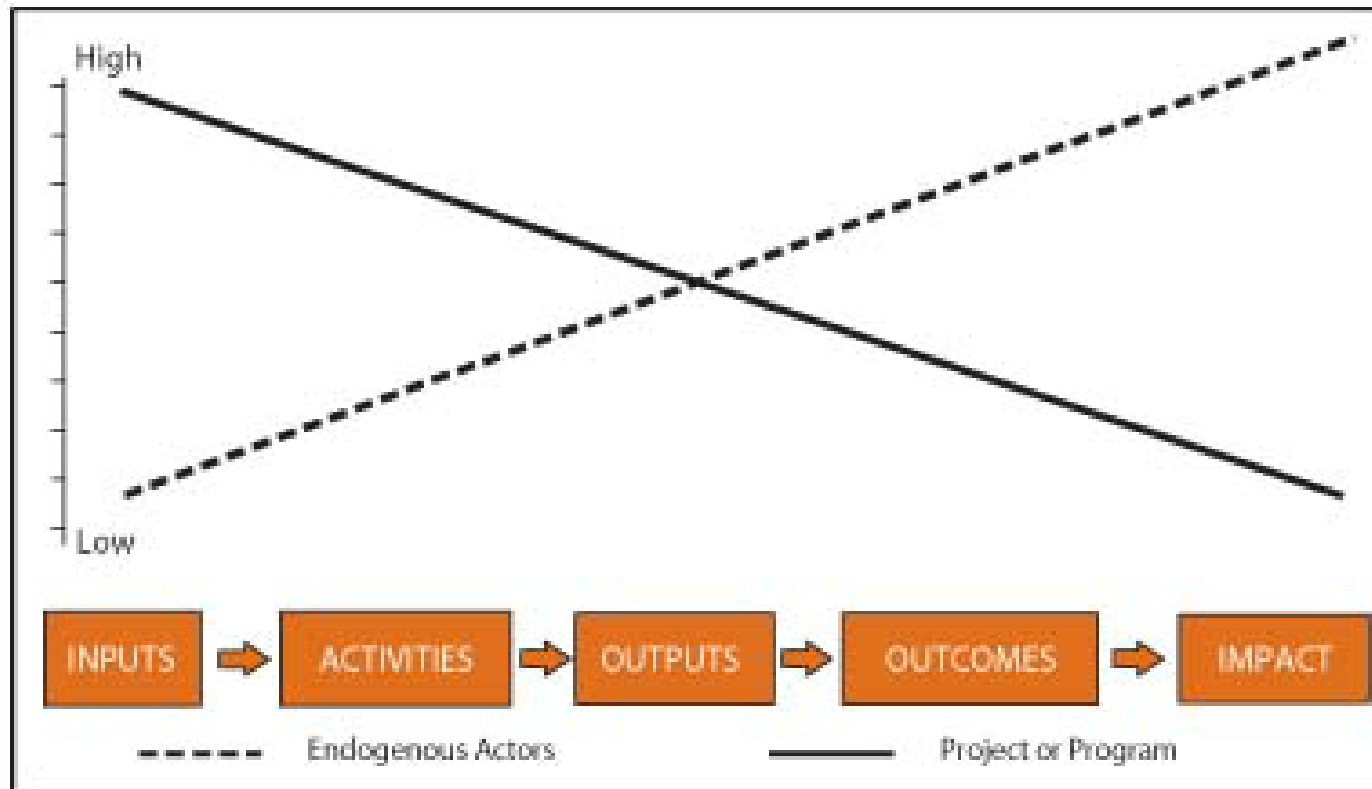 High
Low
INPUTS ACTIVITIES OUTPUTS OUTCOMES IMPACT
Endogenous Actors Project or Program